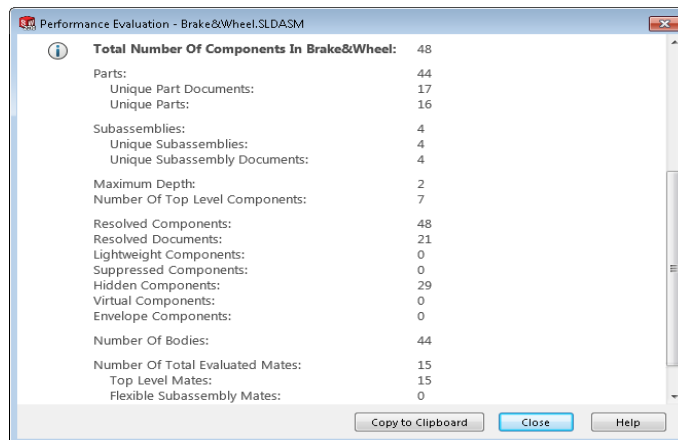 Performance Evaluation - Brake&Wheel.SLDASM
Total Number Of Components In Brake&Wheel: 48
Parts: 44
Unique Part Documents: 17
Unique Parts: 16
Subassemblies: 4
Unique Subassemblies: 4
Unique Subassembly Documents: 4
Maximum Depth: 2
Number Of Top Level Components: 7
Resolved Components: 48
Resolved Documents: 21
Lightweight Components: 0
Suppressed Components: 0
Hidden Components: 29
Virtual Components: 0
Envelope Components: 0
Number Of Bodies: 44
Number Of Total Evaluated Mates: 15
Top Level Mates: 15
Flexible Subassembly Mates: 0
Copy to Clipboard Close Help